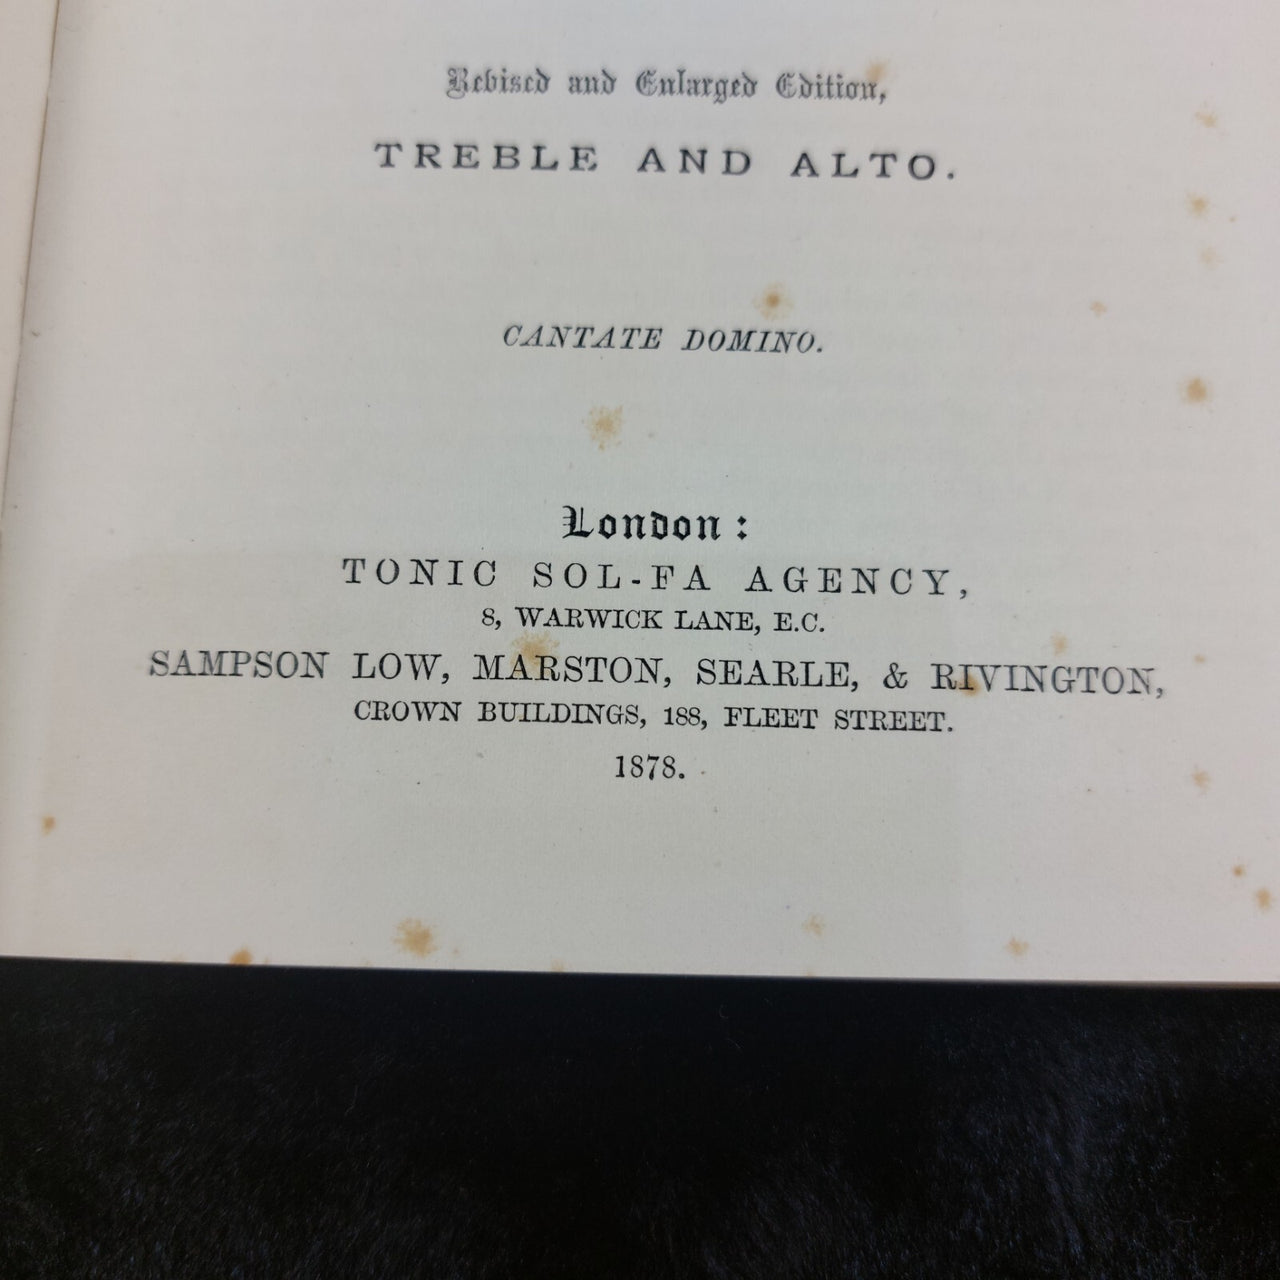 Revised and Enlarged Edition,
TREBLE AND ALTO.
CANTATE DOMINO.
London:
TONIC SOL-FA AGENCY,
8, WARWICK LANE, E.C.
SAMPSON LOW, MARSTON, SEARLE, & RIVINGTON,
CROWN BUILDINGS, 188, FLEET STREET.
1878.